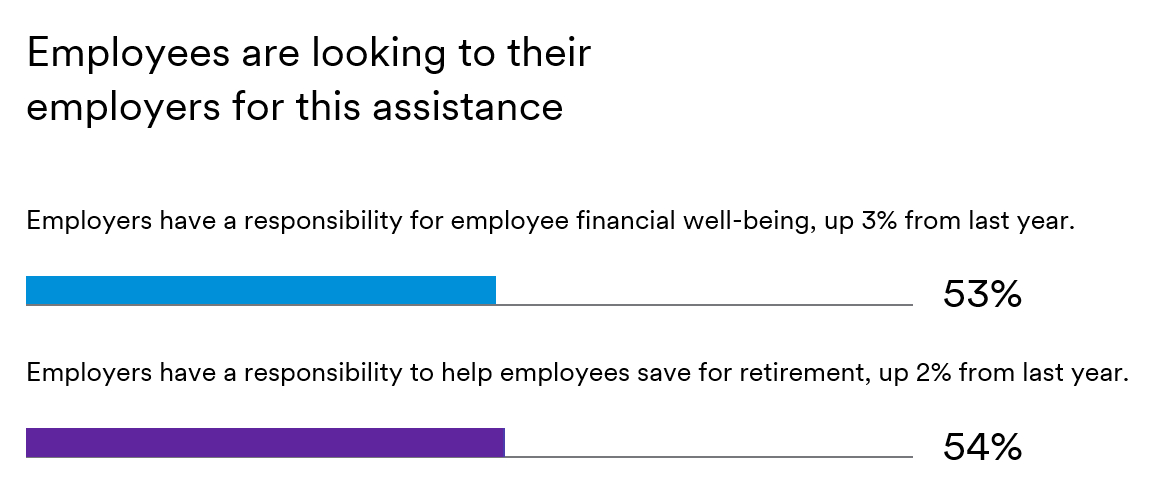 Employees are looking to their
employers for this assistance
Employers have a responsibility for employee financial well-being, up 3% from last year.
53%
Employers have a responsibility to help employees save for retirement, up 2% from last year.
54%